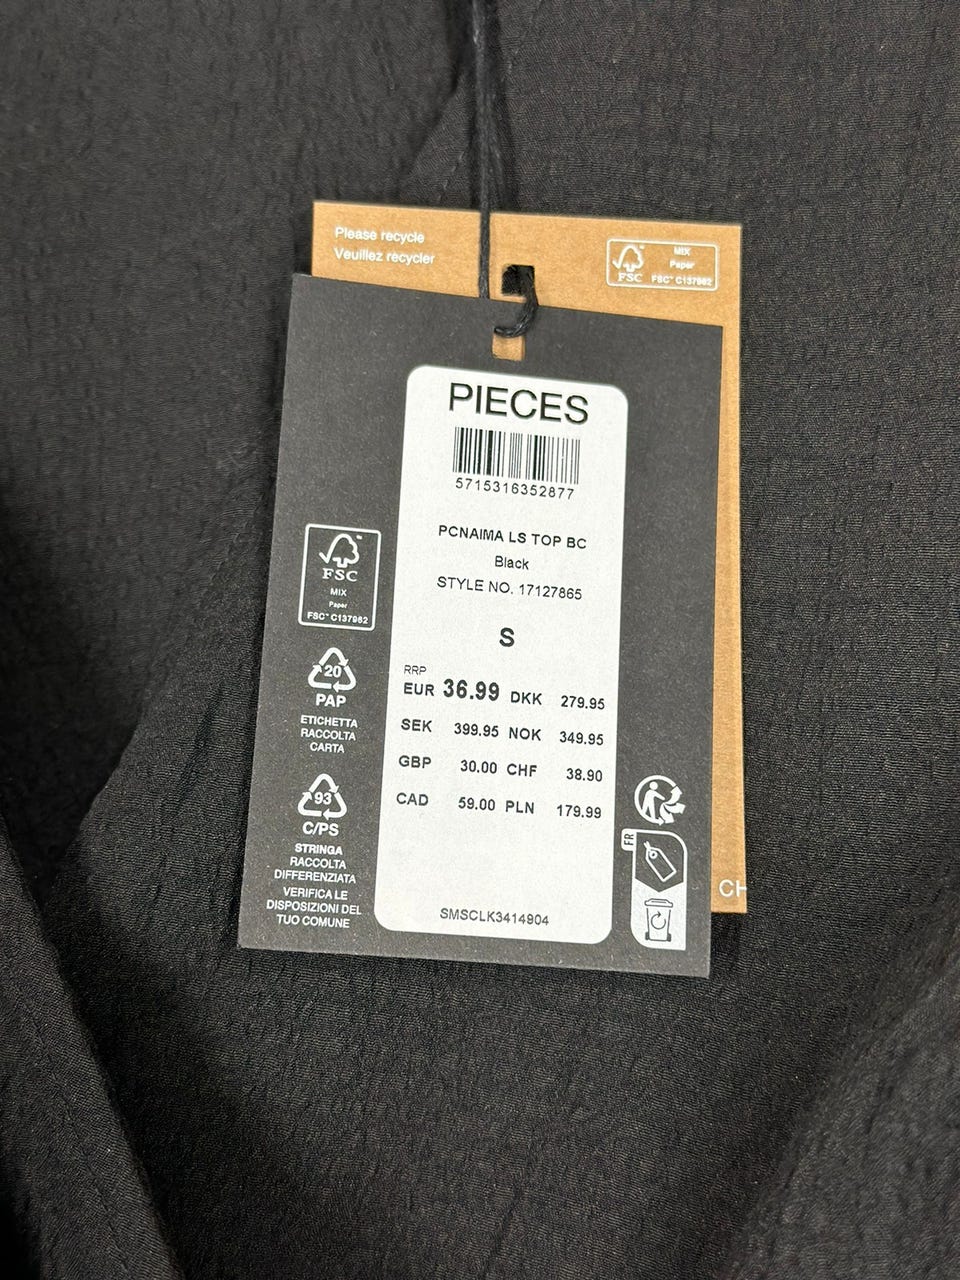 Please recycle
Veuillez recycler
MIX
Paper
FSC™ C137982
FSC
PIECES
5715316352877
PCNAIMA LS TOP BC
Black
STYLE NO. 17127865
S
RRP
EUR 36.99 DKK 279.95
SEK 399.95 NOK 349.95
GBP 30.00 CHF 38.90
CAD 59.00 PLN 179.99
SMSCLK3414904
FSC
MIX
Paper
FSC™ C137982
20
PAP
ETICHETTA
RACCOLTA
CARTA
93
C/PS
STRINGA
RACCOLTA
DIFFERENZIATA
VERIFICA LE
DISPOSIZIONI DEL
TUO COMUNE
FR
CH